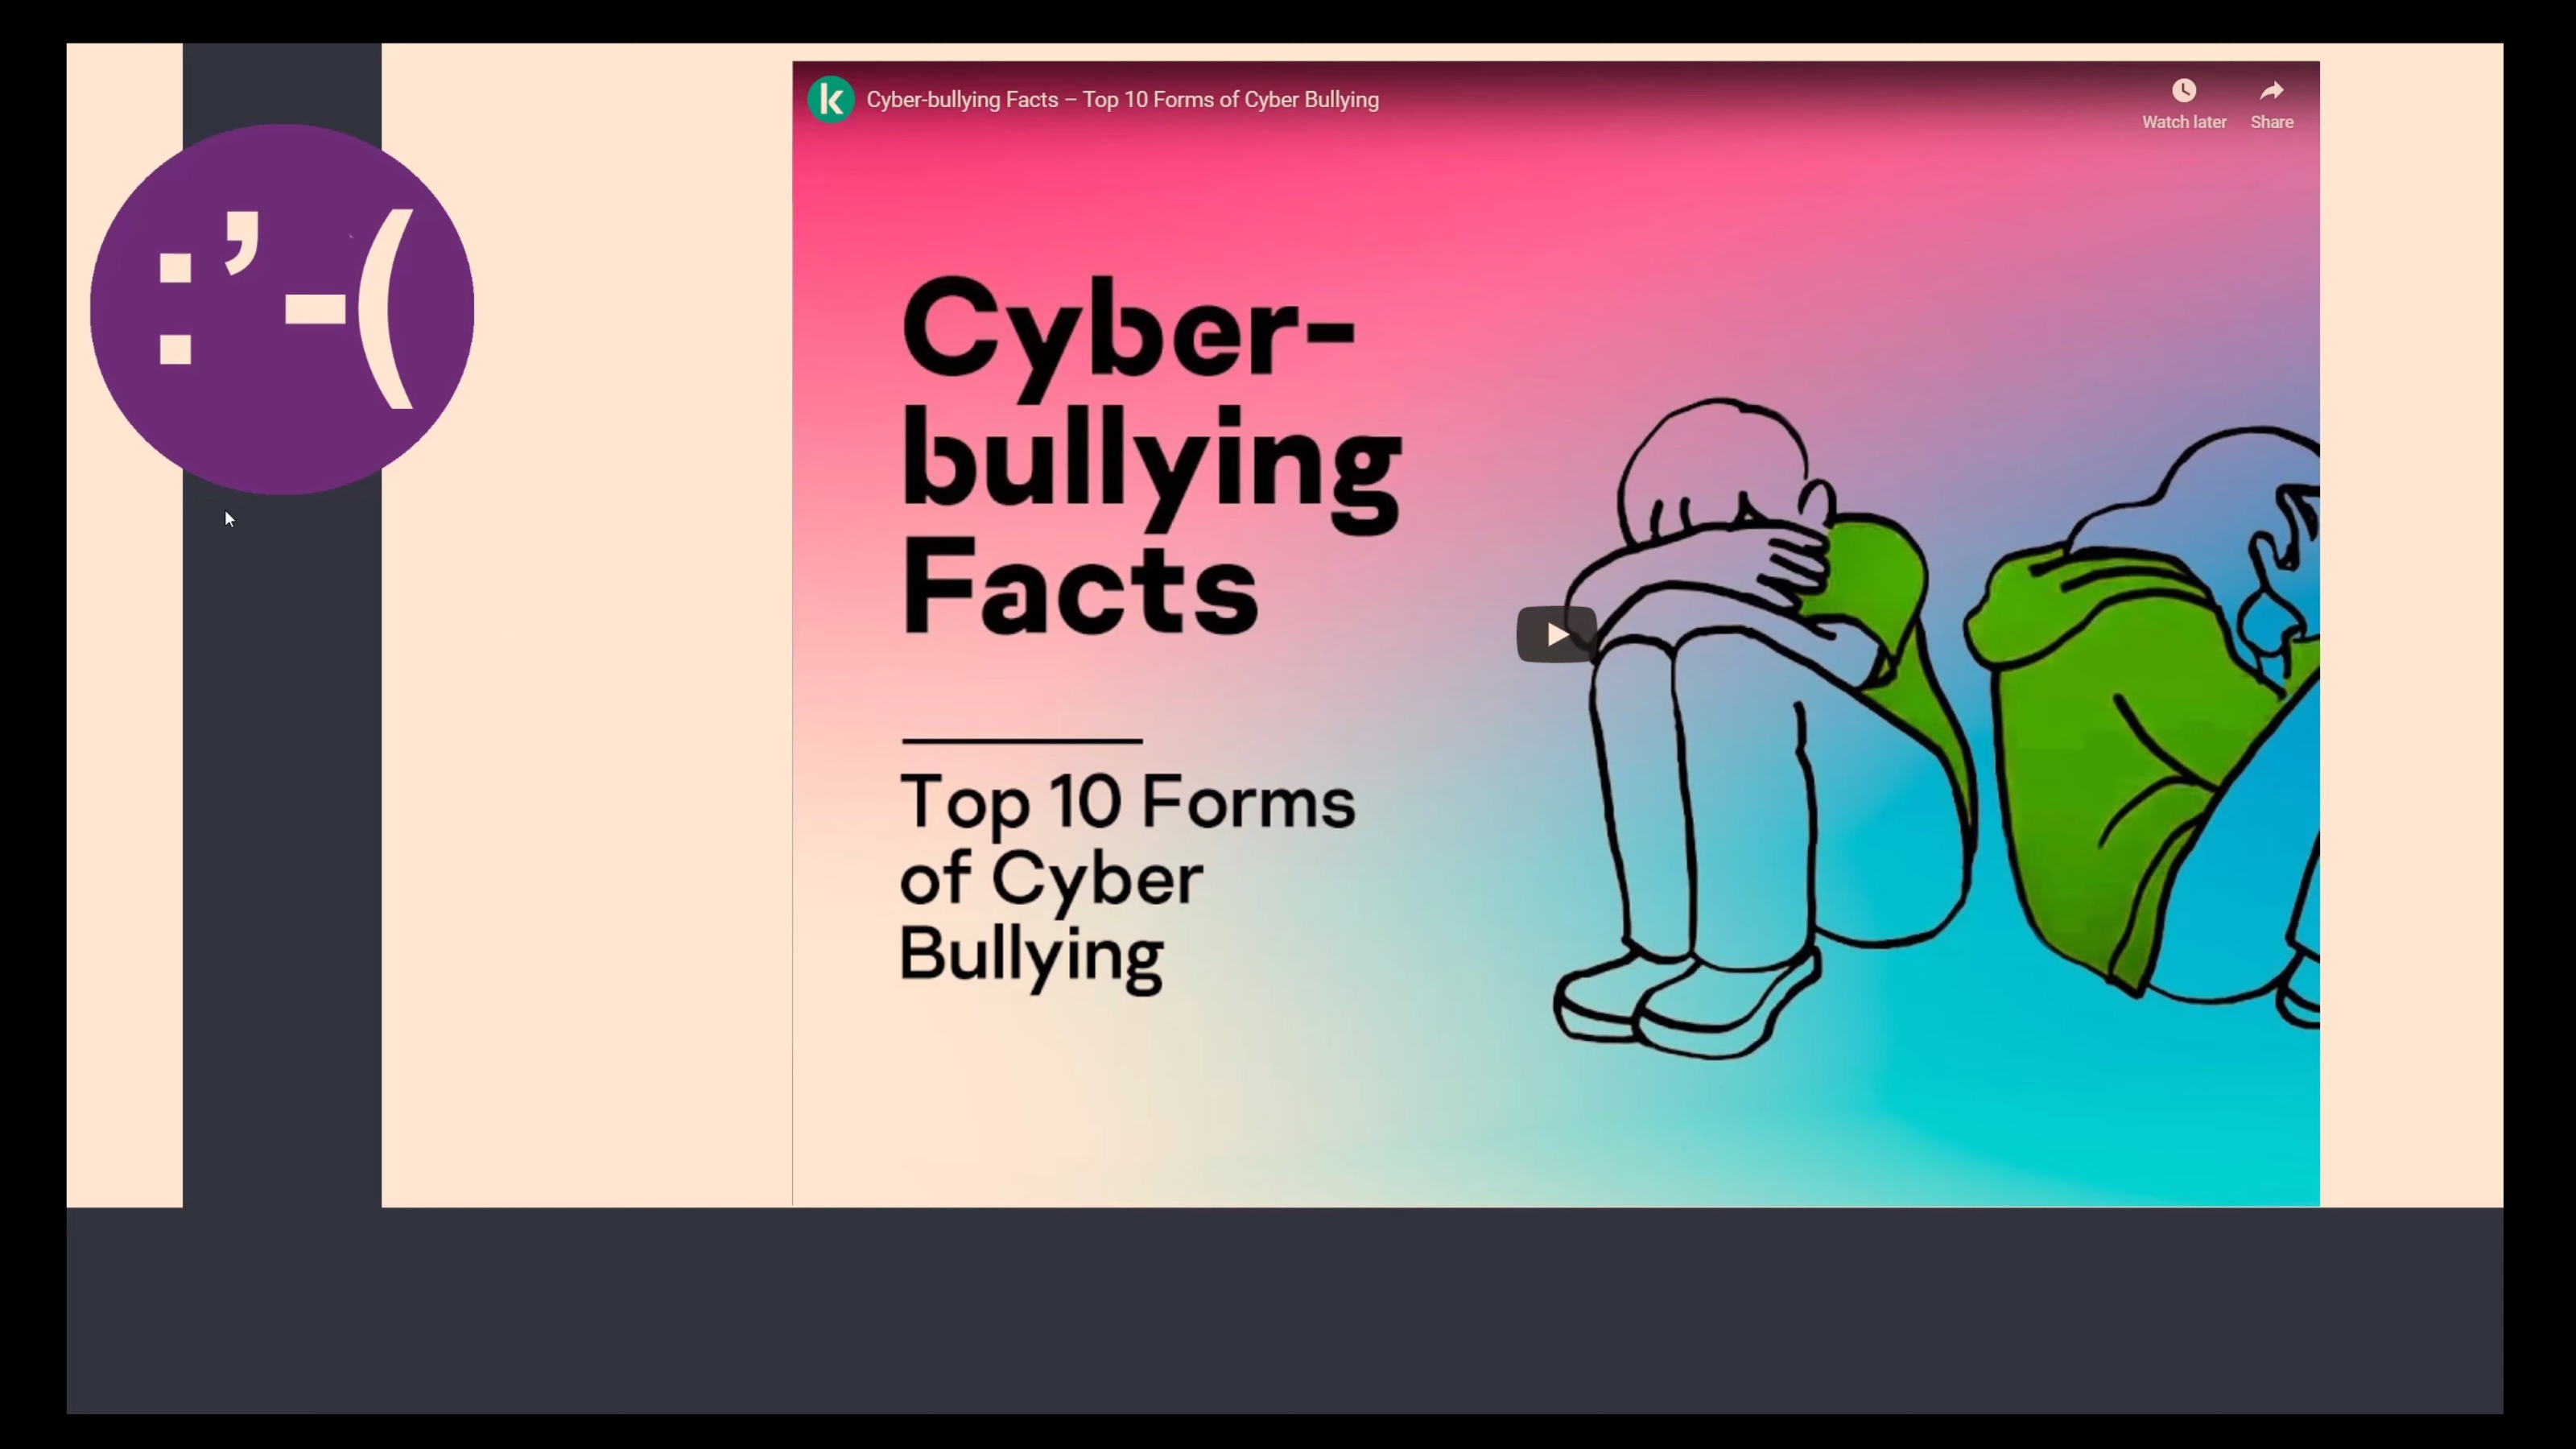 :’-(
k
Cyber-bullying Facts – Top 10 Forms of Cyber Bullying
Watch later
Share
Cyber-
bullying
Facts
Top 10 Forms
of Cyber
Bullying